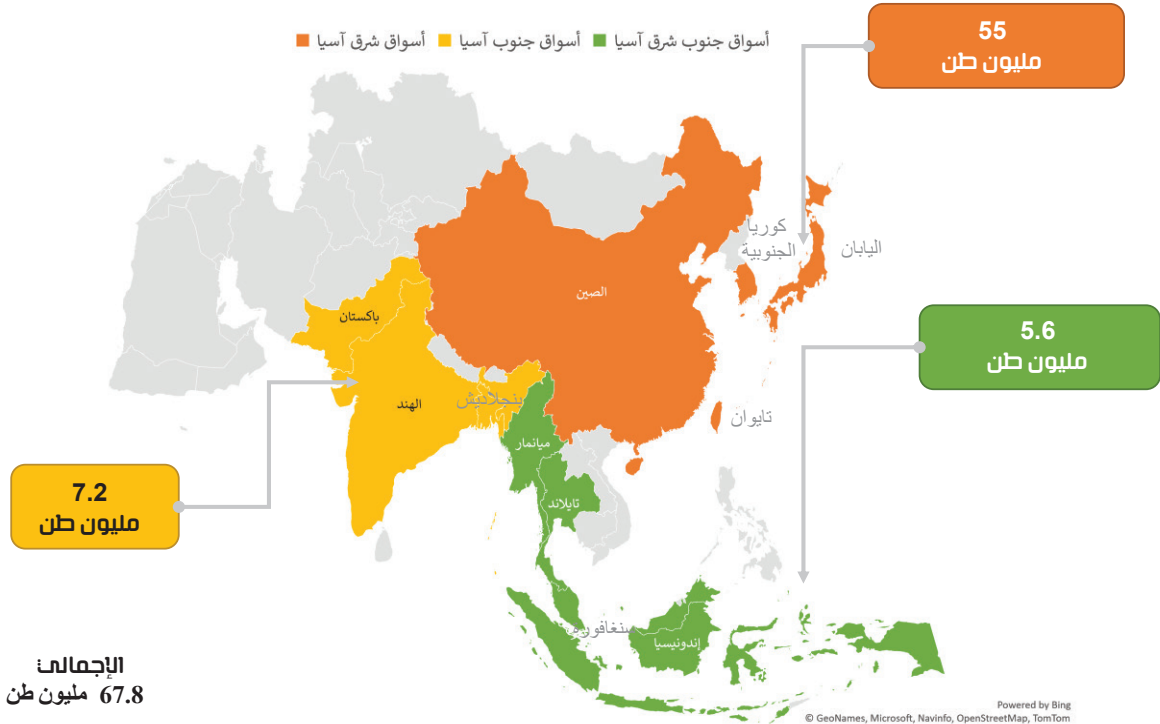 أسواق شرق آسيا
أسواق جنوب آسيا
أسواق جنوب شرق آسيا
55
مليون طن
كوريا
الجنوبية
اليابان
الصين
باكستان
5.6
مليون طن
الهند
بنجلاديش
تايوان
ميانمار
7.2
مليون طن
تايلاند
سنغافورة
إندونيسيا
الإجمالي
67.8 مليون طن
Powered by Bing
© GeoNames, Microsoft, Navinfo, OpenStreetMap, TomTom